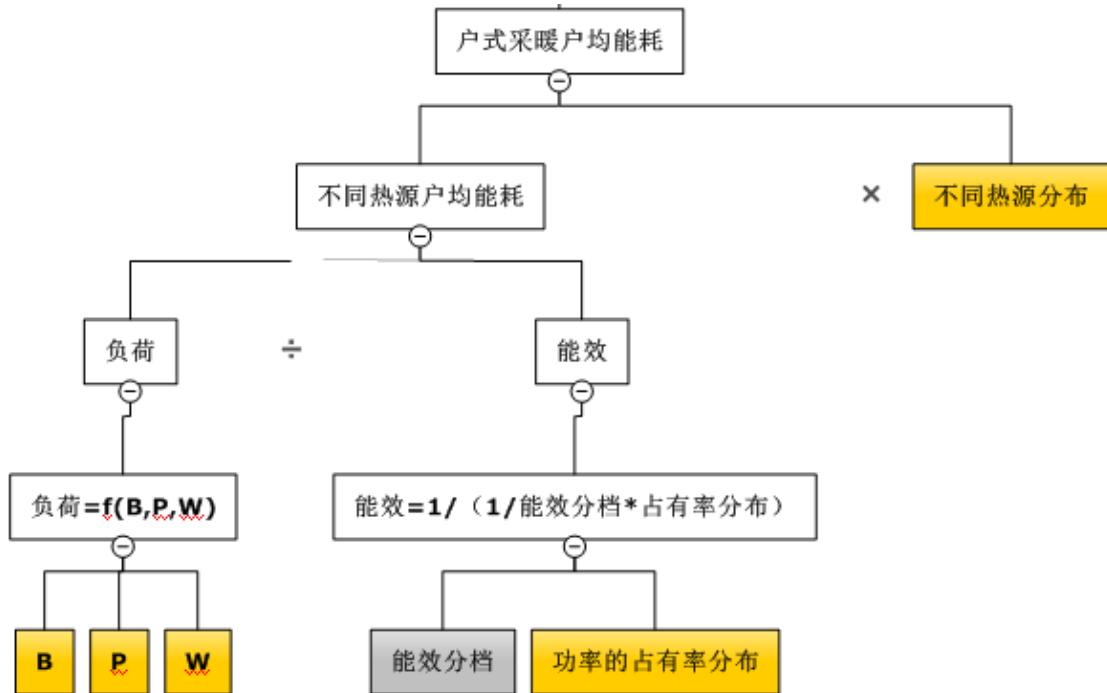 户式采暖户均能耗
不同热源户均能耗
×
不同热源分布
负荷
÷
能效
负荷=f(B,P,W)
能效=1/（1/能效分档*占有率分布）
B
P
W
能效分档
功率的占有率分布